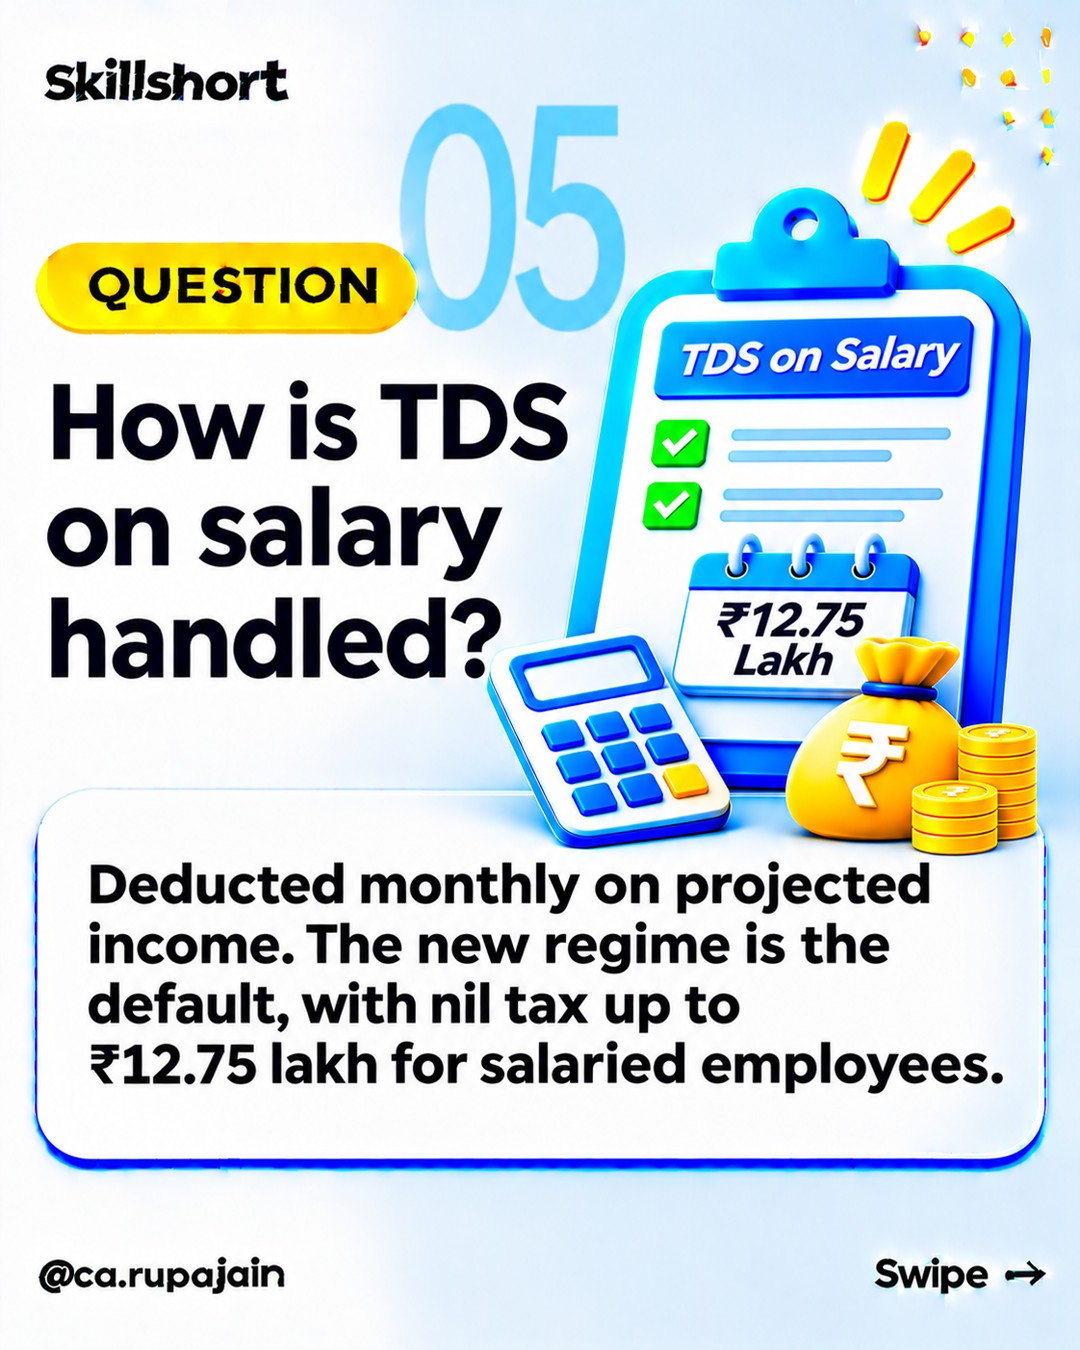 Skillshort
05
QUESTION
How is TDS
on salary
handled?
TDS on Salary
₹12.75
Lakh
₹
Deducted monthly on projected
income. The new regime is the
default, with nil tax up to
₹12.75 lakh for salaried employees.
@ca.rupajain
Swipe →